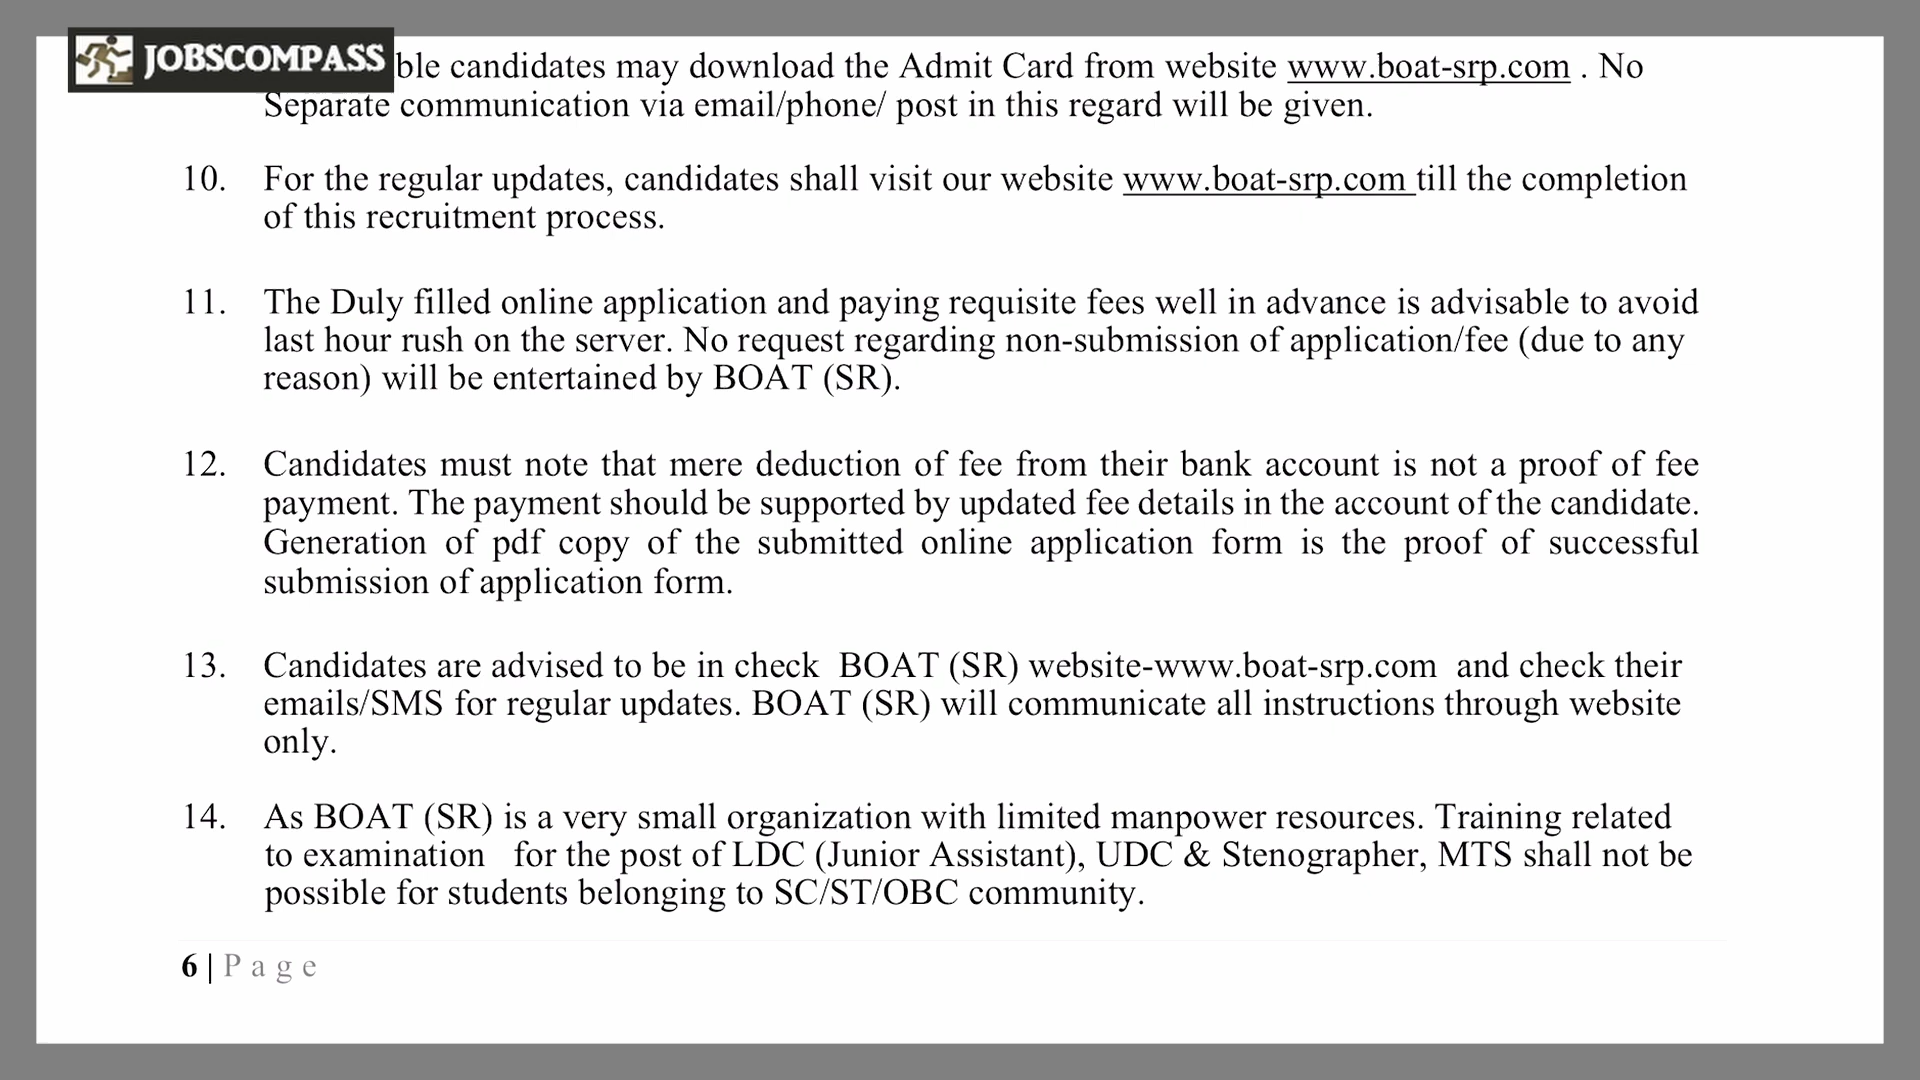 JOBSCOMPASS
ble candidates may download the Admit Card from website www.boat-srp.com . No
Separate communication via email/phone/ post in this regard will be given.
10. For the regular updates, candidates shall visit our website www.boat-srp.com till the completion
of this recruitment process.
11. The Duly filled online application and paying requisite fees well in advance is advisable to avoid
last hour rush on the server. No request regarding non-submission of application/fee (due to any
reason) will be entertained by BOAT (SR).
12. Candidates must note that mere deduction of fee from their bank account is not a proof of fee
payment. The payment should be supported by updated fee details in the account of the candidate.
Generation of pdf copy of the submitted online application form is the proof of successful
submission of application form.
13. Candidates are advised to be in check BOAT (SR) website-www.boat-srp.com and check their
emails/SMS for regular updates. BOAT (SR) will communicate all instructions through website
only.
14. As BOAT (SR) is a very small organization with limited manpower resources. Training related
to examination for the post of LDC (Junior Assistant), UDC & Stenographer, MTS shall not be
possible for students belonging to SC/ST/OBC community.
6 | Page